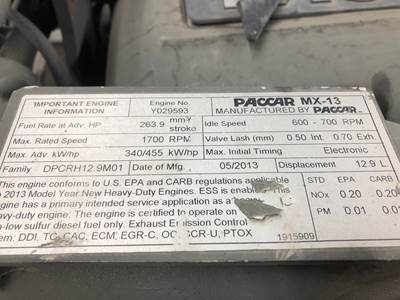 IMPORTANT ENGINE INFORMATION
Engine No. Y029593
PACCAR MX-13
MANUFACTURED BY PACCAR
Fuel Rate at Adv. HP 263.9 mm³/stroke
Idle Speed 600 - 700 RPM
Max. Rated Speed 1700 RPM
Valve Lash (mm) 0.50 Int. 0.70 Exh.
Max. Adv. kW/hp 340/455 kW/hp
Max. Initial Timing Electronic
Family DPCRH12.9M01
Date of Mfg. 05/2013
Displacement 12.9 L
This engine conforms to U.S. EPA and CARB regulations applicable
2013 Model Year New Heavy-Duty Engines. ESS is enabled. This
engine has a primary intended service application as a
heavy-duty engine. This engine is certified to operate on
low-sulfur diesel fuel only. Exhaust Emission Control
DDI, TC, CAC, ECM, EGR-C, SCR-U, PTOX
STD EPA CARB
NOx 0.20 0.20
PM 0.01 0.01
1915909